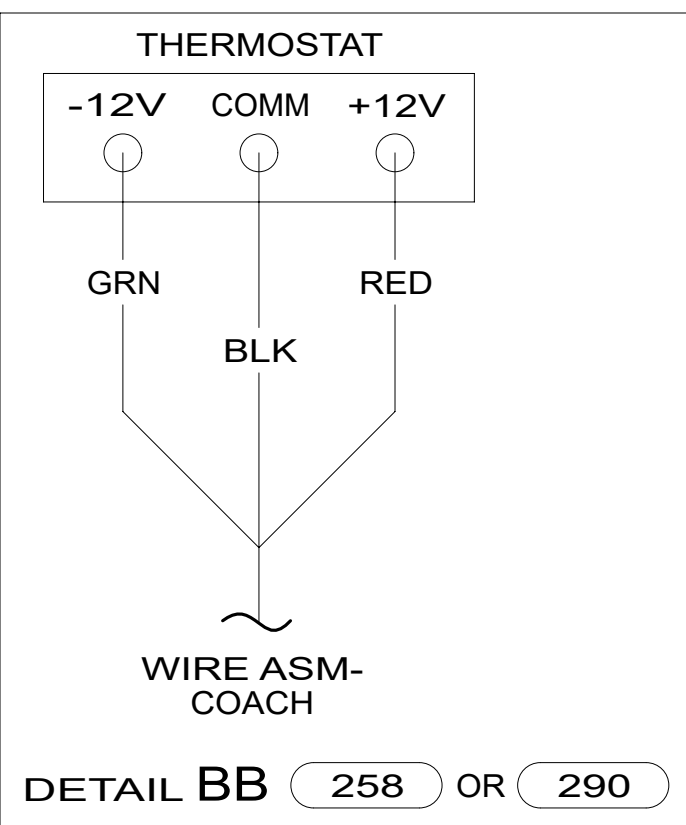 THERMOSTAT
-12V COMM +12V
GRN RED
BLK
WIRE ASM-
COACH
DETAIL BB 258 OR 290